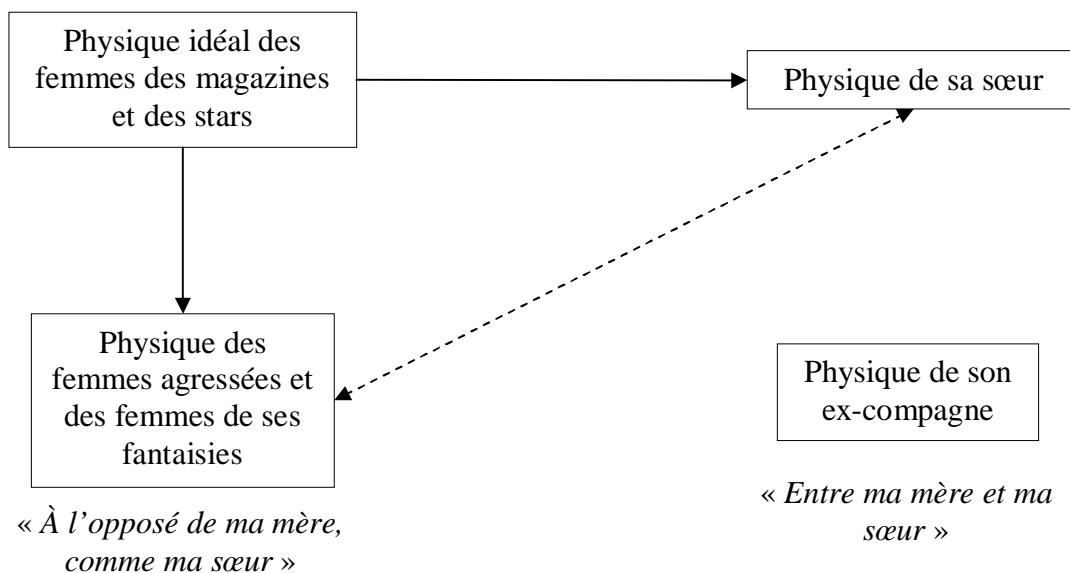 Physique idéal des
femmes des magazines
et des stars
Physique de sa sœur
Physique des
femmes agressées et
des femmes de ses
fantaisies
Physique de son
ex-compagne
« À l’opposé de ma mère,
comme ma sœur »
« Entre ma mère et ma
sœur »